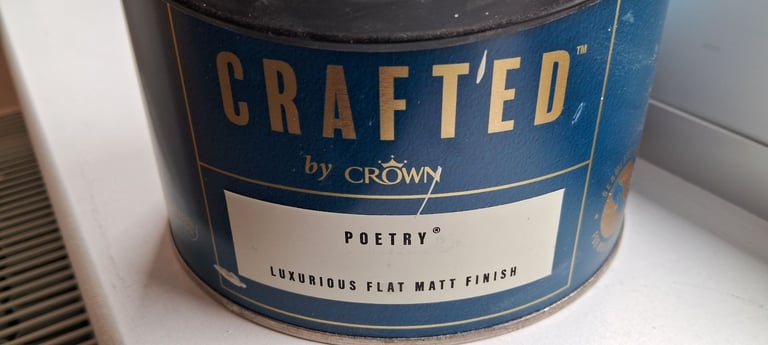 CRAFTED™
by CROWN
POETRY®
LUXURIOUS FLAT MATT FINISH